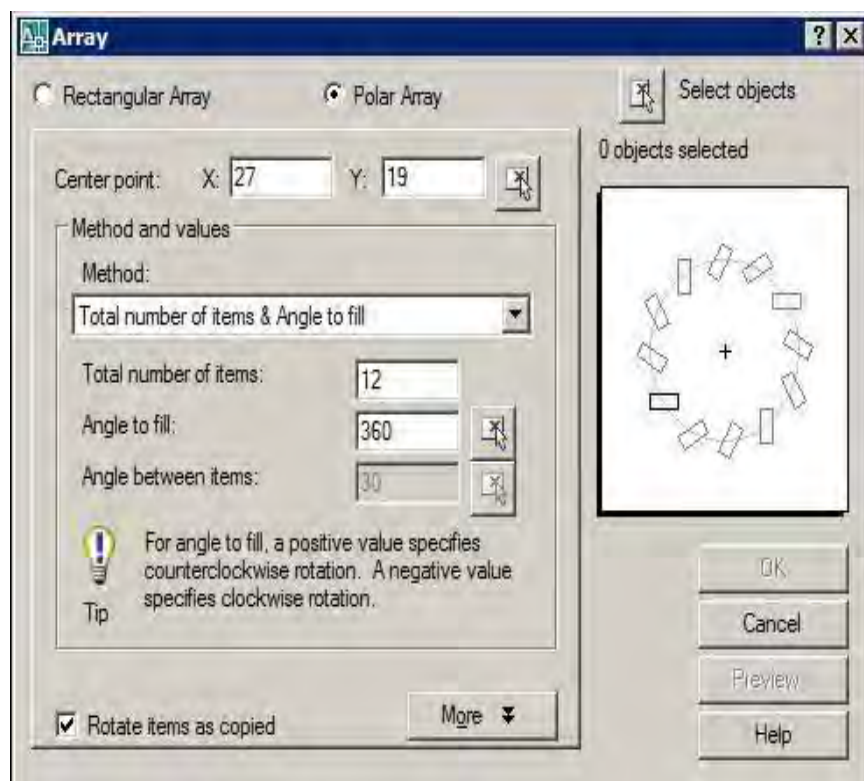 Array
Rectangular Array
Polar Array
Select objects
0 objects selected
Center point: X: 27 Y: 19
Method and values
Method:
Total number of items & Angle to fill
Total number of items: 12
Angle to fill: 360
Angle between items: 30
For angle to fill, a positive value specifies
counterclockwise rotation. A negative value
specifies clockwise rotation.
Tip
Rotate items as copied
More
OK
Cancel
Preview
Help